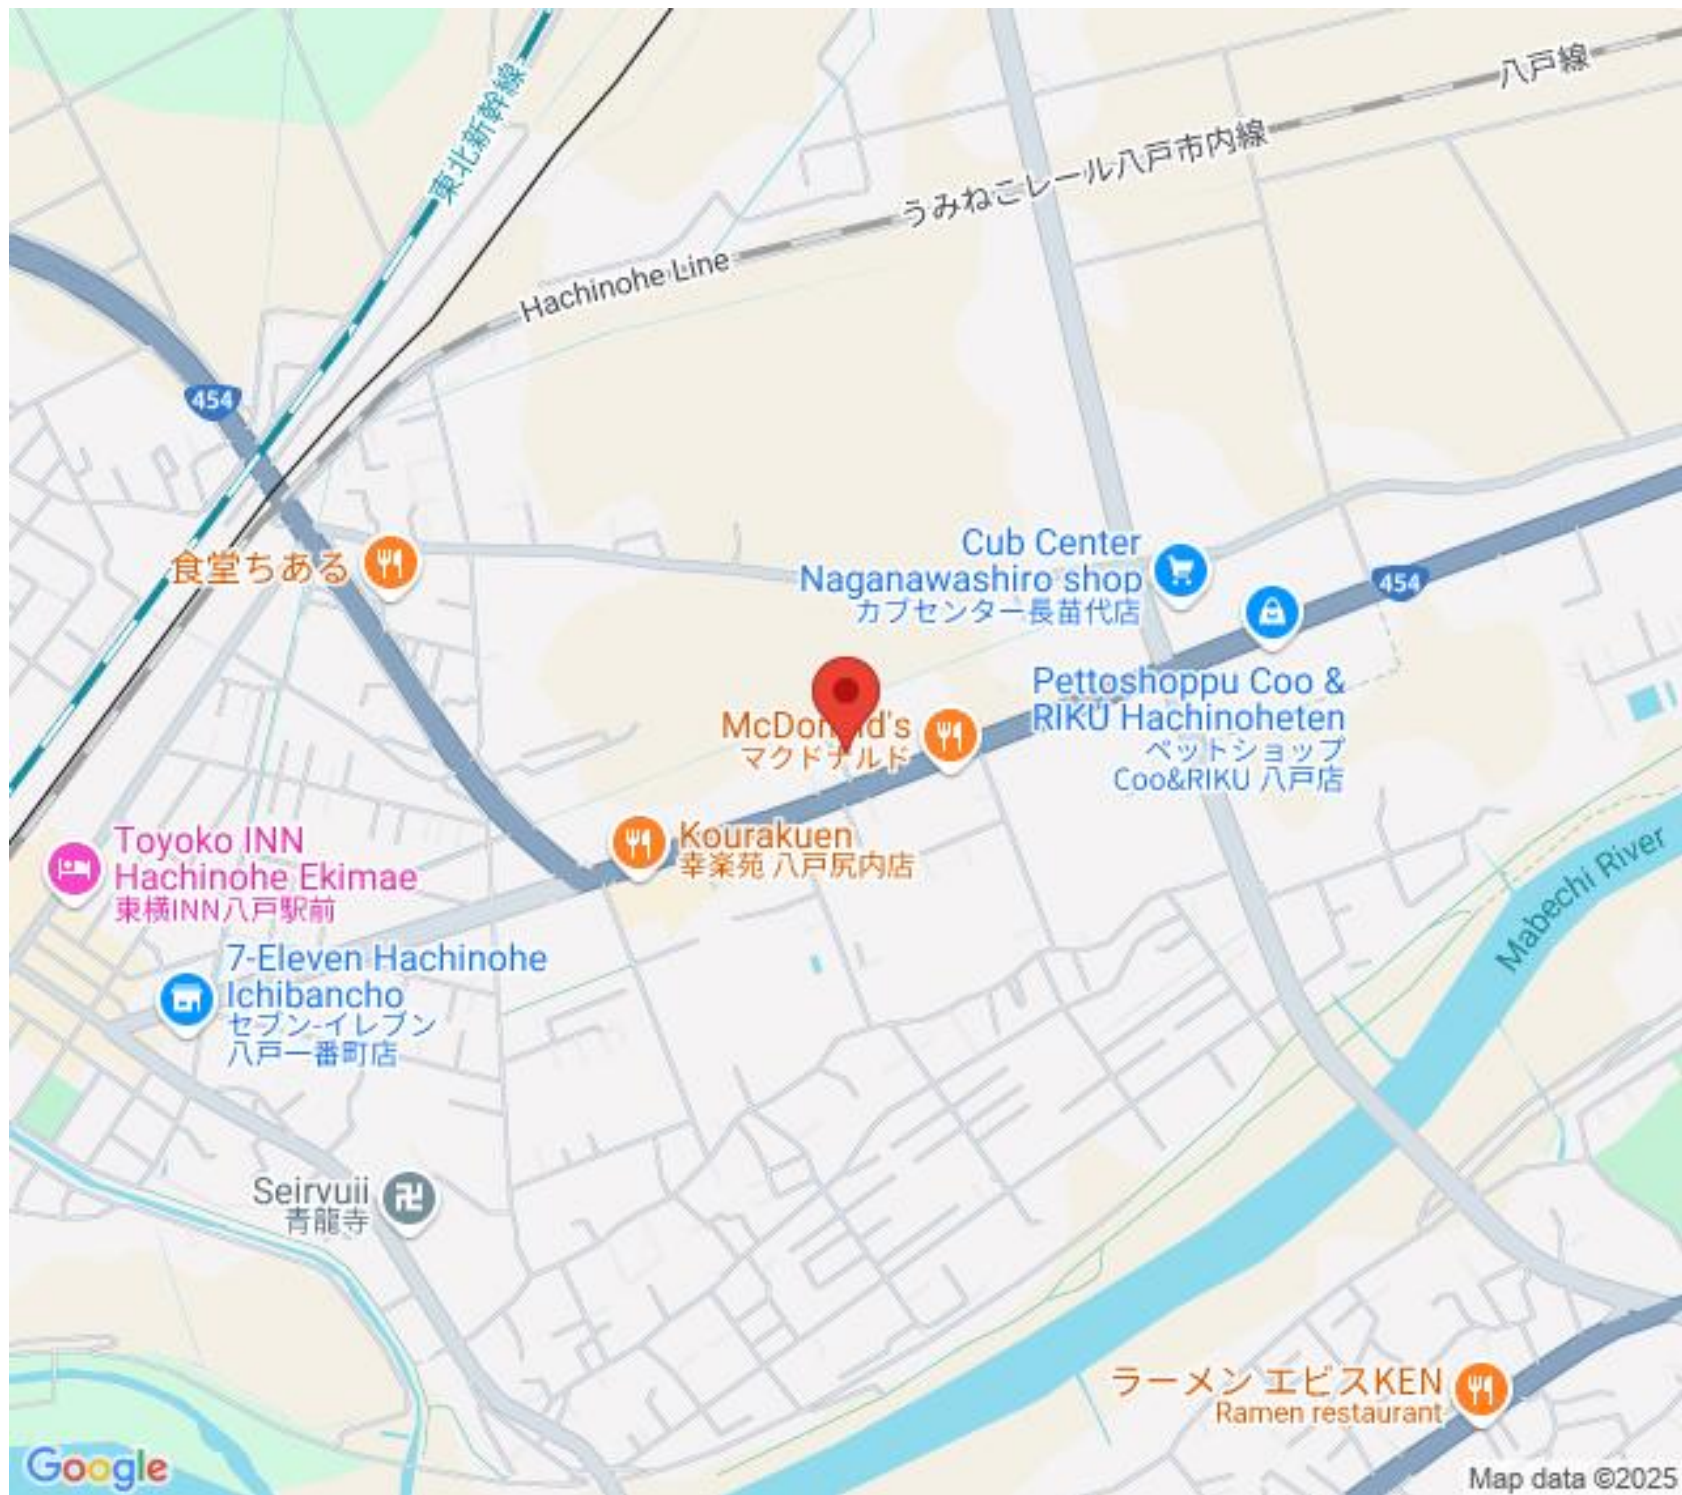 八戸線
東北新幹線
うみねこレール八戸市内線
Hachinohe Line
454
食堂ちある
Cub Center
Naganawashiro shop
カブセンター長苗代店
454
Pettoshoppu Coo &
RIKU Hachinoheten
ペットショップ
Coo&RIKU 八戸店
McDonald's
マクドナルド
Kourakuen
幸楽苑 八戸尻内店
Toyoko INN
Hachinohe Ekimae
東横INN八戸駅前
Mabechi River
7-Eleven Hachinohe
Ichibancho
セブン-イレブン
八戸一番町店
Seiryuji
青龍寺
ラーメン エビスKEN
Ramen restaurant
Google
Map data ©2025